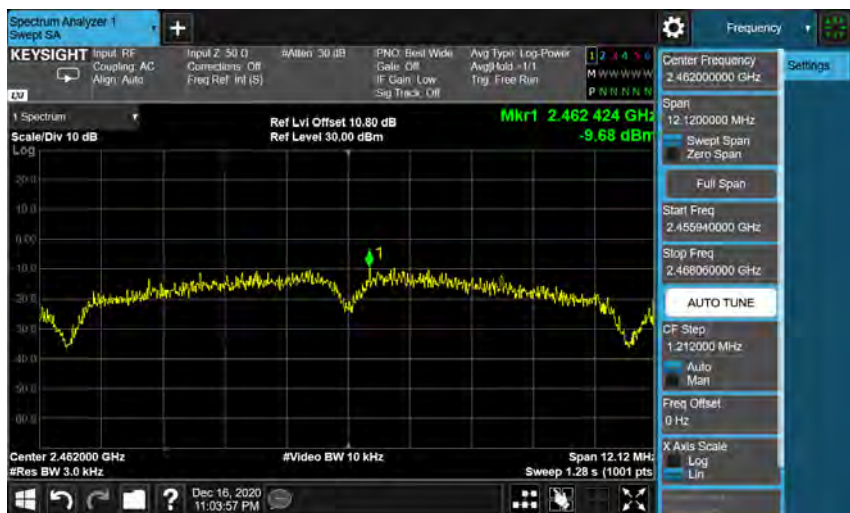 Spectrum Analyzer 1
Swept SA
+
Frequency
KEYSIGHT
Input: RF
Coupling: AC
Align: Auto
Input Z: 50 Ω
Corrections: Off
Freq Ref: Int (S)
#Atten: 30 dB
PNO: Best Wide
Gate: Off
IF Gain: Low
Sig Track: Off
Avg Type: Log-Power
Avg|Hold: >1/1
Trig: Free Run
1 2 3 4 5 6
M W W W W W
P N N N N N
LXI
1 Spectrum
Scale/Div 10 dB
Ref Lvl Offset 10.80 dB
Ref Level 30.00 dBm
Mkr1 2.462 424 GHz
-9.68 dBm
Log
20.0
10.0
0.00
-10.0
-20.0
-30.0
-40.0
-50.0
-60.0
1
Center 2.462000 GHz
#Res BW 3.0 kHz
#Video BW 10 kHz
Span 12.12 MHz
Sweep 1.28 s (1001 pts
Dec 16, 2020
11:03:57 PM
?
Center Frequency
2.462000000 GHz
Settings
Span
12.1200000 MHz
Swept Span
Zero Span
Full Span
Start Freq
2.455940000 GHz
Stop Freq
2.468060000 GHz
AUTO TUNE
CF Step
1.212000 MHz
Auto
Man
Freq Offset
0 Hz
X Axis Scale
Log
Lin